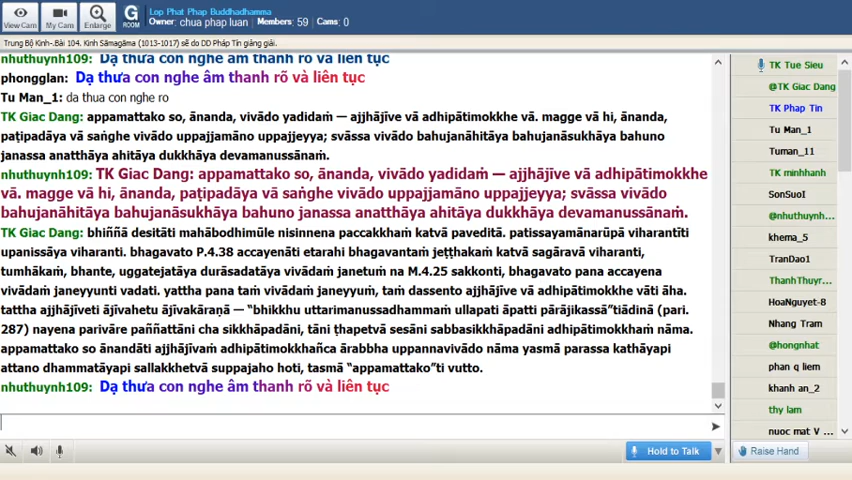 Lop Phat Phap Buddhadhamma
Owner: chua phap luan Members: 59 Cams: 0
View Cam
My Cam
Enlarge
G
ROOM
Trung Bộ Kinh-.Bài 104. Kinh Sāmagāma (1013-1017) sẽ do DD Pháp Tín giảng giải.
nhuthuynh109: Dạ thưa con nghe âm thanh rõ và liên tục
phongglan: Dạ thưa con nghe âm thanh rõ và liên tục
Tu Man_1: da thua con nghe ro
TK Giac Dang: appamattako so, ānanda, vivādo yadidaṁ — ajjhājīve vā adhipātimokkhe vā. magge vā hi, ānanda,
paṭipadāya vā saṅghe vivādo uppajjamāno uppajjeyya; svāssa vivādo bahujanāhitāya bahujanāsukhāya bahuno
janassa anatthāya ahitāya dukkhāya devamanussānaṁ.
nhuthuynh109: TK Giac Dang: appamattako so, ānanda, vivādo yadidaṁ — ajjhājīve vā adhipātimokkhe
vā. magge vā hi, ānanda, paṭipadāya vā saṅghe vivādo uppajjamāno uppajjeyya; svāssa vivādo
bahujanāhitāya bahujanāsukhāya bahuno janassa anatthāya ahitāya dukkhāya devamanussānaṁ.
TK Giac Dang: bhiññā desitāti mahābodhimūle nisinnena paccakkhaṁ katvā paveditā. patissayamānarūpā viharantīti
upanissāya viharanti. bhagavato P.4.38 accayenāti etarahi bhagavantaṁ jeṭṭhakaṁ katvā sagāravā viharanti,
tumhākaṁ, bhante, uggatejatāya durāsadatāya vivādaṁ janetuṁ na M.4.25 sakkonti, bhagavato pana accayena
vivādaṁ janeyyunti vadati. yattha pana taṁ vivādaṁ janeyyuṁ, taṁ dassento ajjhājīve vā adhipātimokkhe vāti āha.
tattha ajjhājīveti ājīvahetu ājīvakāraṇā — “bhikkhu uttarimanussadhammaṁ ullapati āpatti pārājikassā”tiādinā (pari.
287) nayena parivāre paññattāni cha sikkhāpadāni, tāni ṭhapetvā sesāni sabbasikkhāpadāni adhipātimokkhaṁ nāma.
appamattako so ānandāti ajjhājīvaṁ adhipātimokkhañca ārabbha uppannavivādo nāma yasmā parassa kathāyapi
attano dhammatāyapi sallakkhetvā suppajaho hoti, tasmā “appamattako”ti vutto.
nhuthuynh109: Dạ thưa con nghe âm thanh rõ và liên tục
Hold to Talk
TK Tue Sieu
@TK Giac Dang
TK Phap Tin
Tu Man_1
Tuman_11
TK minhhanh
SonSuoI
@nhuthuynh...
khema_5
TranDao1
ThanhThuyr...
HoaNguyet-8
Nhang Tram
@hongnhat
phan q liem
khanh an_2
thy lam
nuoc mat V ...
Raise Hand